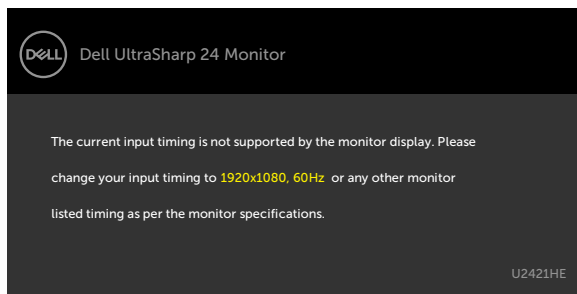 DELL
Dell UltraSharp 24 Monitor
The current input timing is not supported by the monitor display. Please
change your input timing to 1920x1080, 60Hz or any other monitor
listed timing as per the monitor specifications.
U2421HE